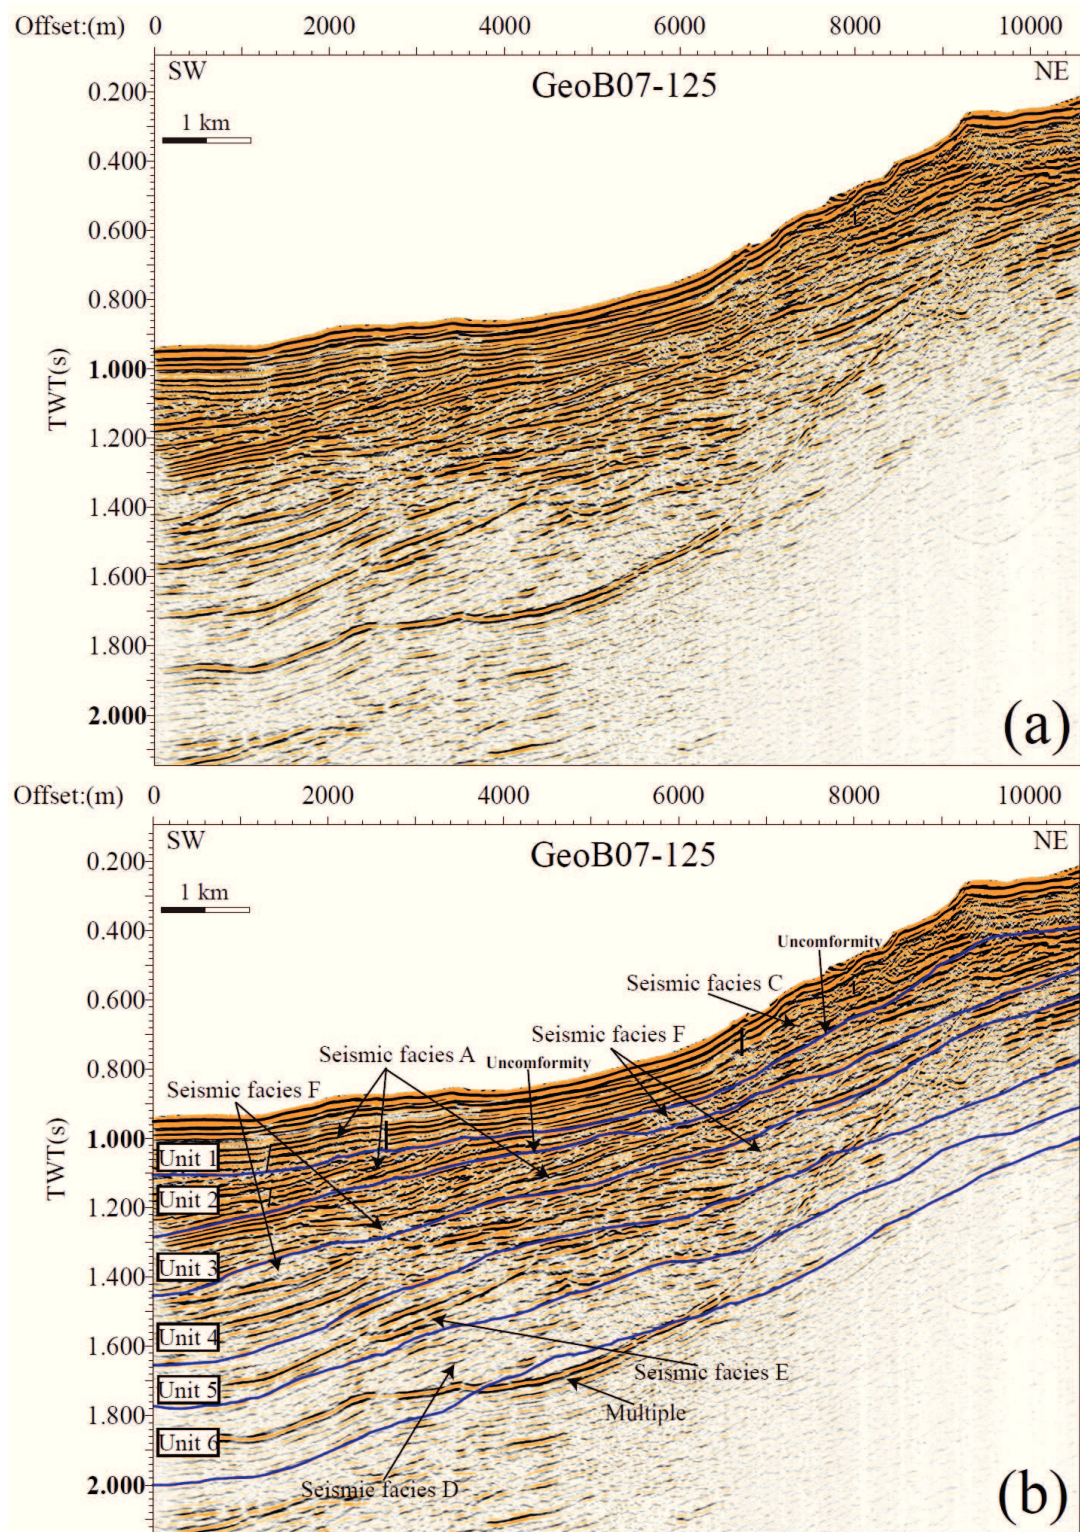 Offset:(m) 0 2000 4000 6000 8000 10000
SW NE
GeoB07-125
0.200
1 km
0.400
0.600
0.800
1.000
TWT(s)
1.200
1.400
1.600
1.800
2.000
(a)
Offset:(m) 0 2000 4000 6000 8000 10000
SW NE
GeoB07-125
0.200
1 km
0.400
Uncomformity
Seismic facies C
0.600
Seismic facies F
Seismic facies A
Uncomformity
0.800
Seismic facies F
1.000
TWT(s)
Unit 1
Unit 2
1.200
Unit 3
1.400
Unit 4
1.600
Seismic facies E
Unit 5
Multiple
1.800
Unit 6
Seismic facies D
2.000
(b)